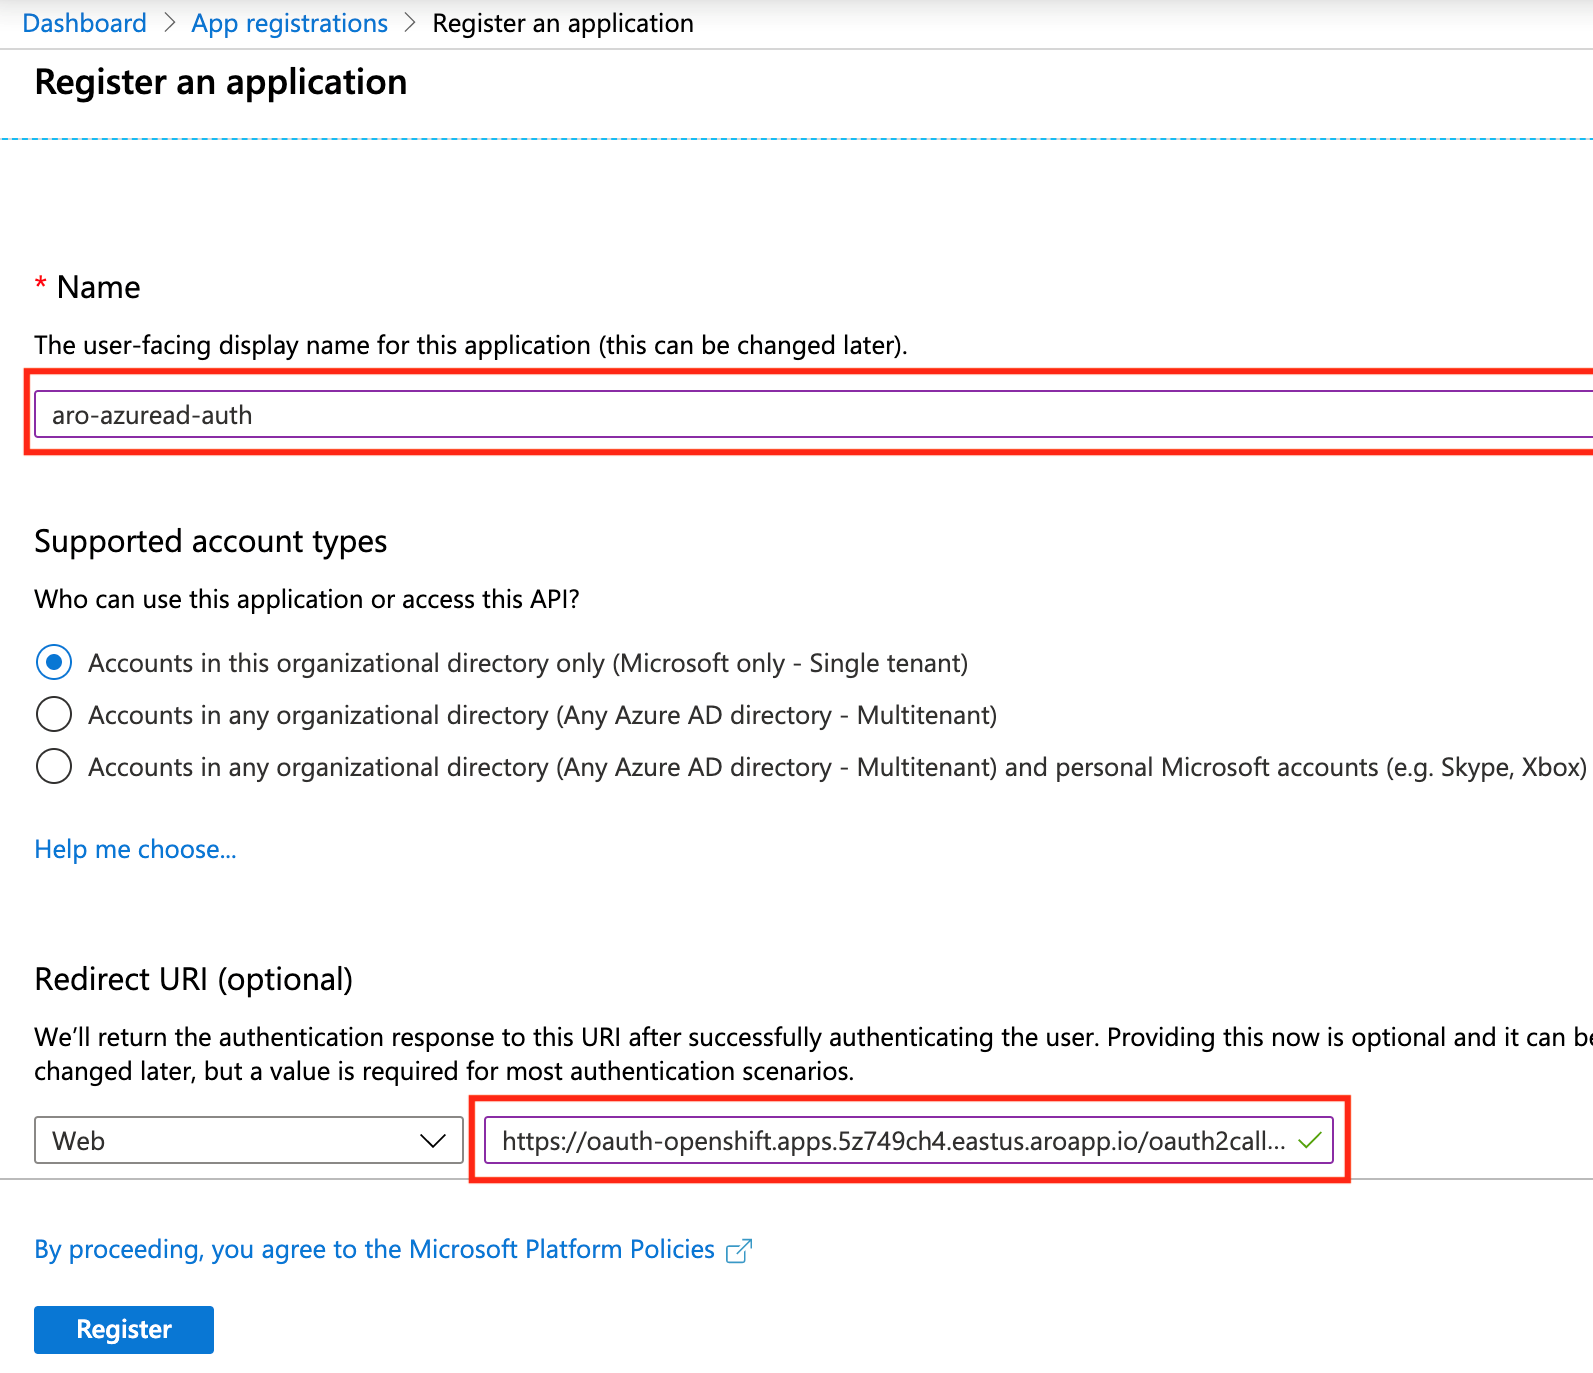 Dashboard > App registrations > Register an application
Register an application
* Name
The user-facing display name for this application (this can be changed later).
aro-azuread-auth
Supported account types
Who can use this application or access this API?
Accounts in this organizational directory only (Microsoft only - Single tenant)
Accounts in any organizational directory (Any Azure AD directory - Multitenant)
Accounts in any organizational directory (Any Azure AD directory - Multitenant) and personal Microsoft accounts (e.g. Skype, Xbox)
Help me choose...
Redirect URI (optional)
We’ll return the authentication response to this URI after successfully authenticating the user. Providing this now is optional and it can
changed later, but a value is required for most authentication scenarios.
Web
https://oauth-openshift.apps.5z749ch4.eastus.aroapp.io/oauth2call...
By proceeding, you agree to the Microsoft Platform Policies
Register